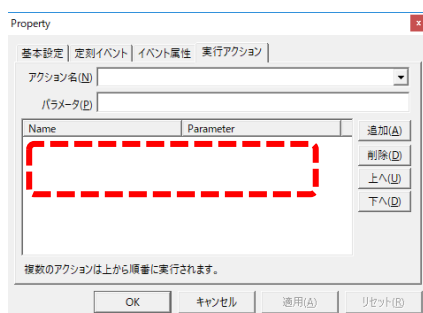 Property
基本設定 定刻イベント イベント属性 実行アクション
アクション名(N)
パラメータ(P)
Name Parameter
追加(A)
削除(D)
上へ(U)
下へ(D)
複数のアクションは上から順番に実行されます。
OK キャンセル 適用(A) リセット(R)